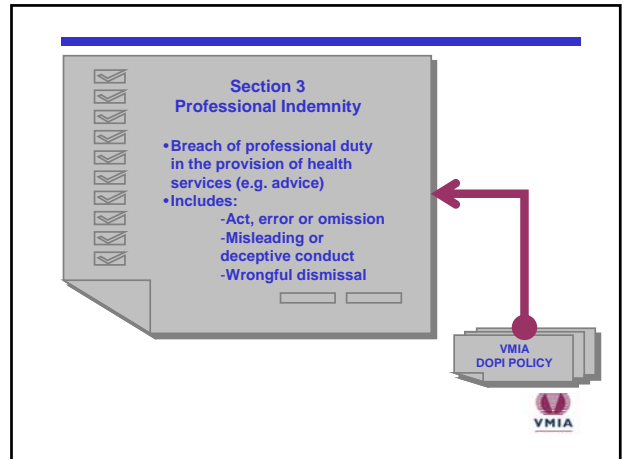 Section 3
Professional Indemnity
•Breach of professional duty
in the provision of health
services (e.g. advice)
•Includes:
-Act, error or omission
-Misleading or
deceptive conduct
-Wrongful dismissal
VMIA
DOPI POLICY
VMIA